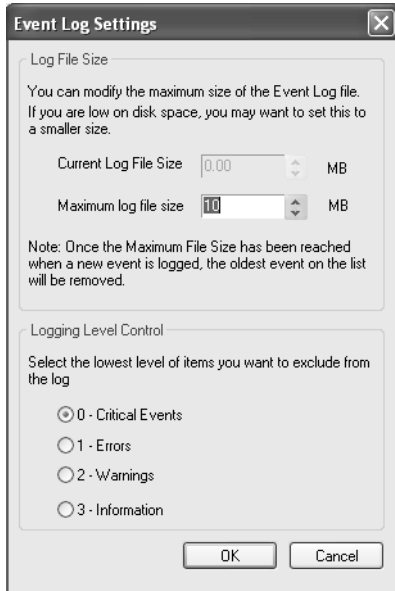 Event Log Settings
Log File Size
You can modify the maximum size of the Event Log file.
If you are low on disk space, you may want to set this to
a smaller size.
Current Log File Size 0.00 MB
Maximum log file size 10 MB
Note: Once the Maximum File Size has been reached
when a new event is logged, the oldest event on the list
will be removed.
Logging Level Control
Select the lowest level of items you want to exclude from
the log
0 - Critical Events
1 - Errors
2 - Warnings
3 - Information
OK Cancel